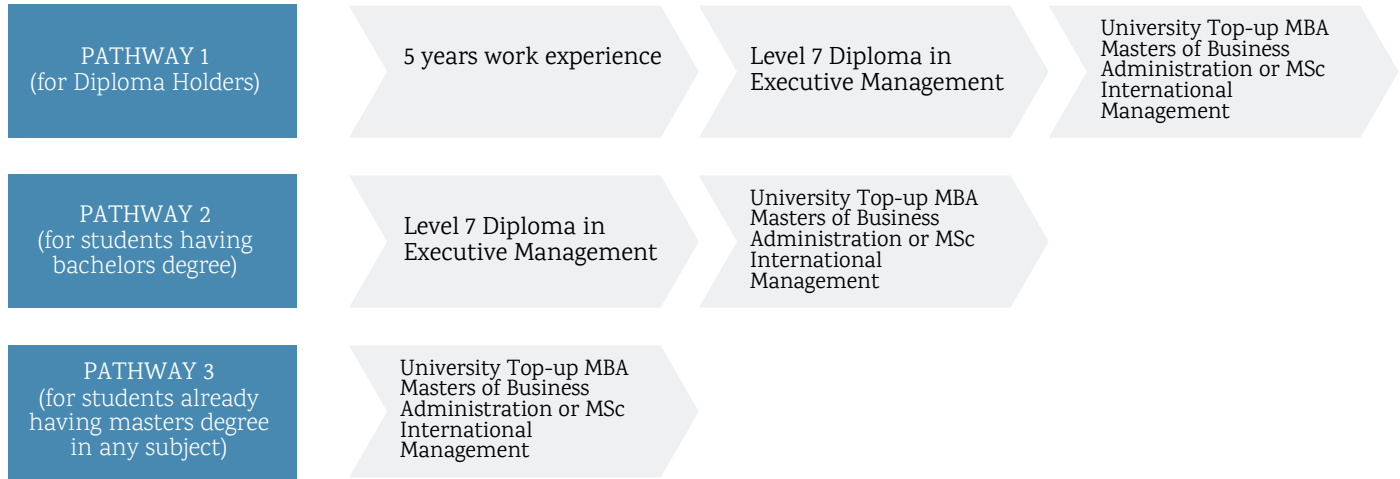 PATHWAY 1
(for Diploma Holders)
5 years work experience
Level 7 Diploma in
Executive Management
University Top-up MBA
Masters of Business
Administration or MSc
International
Management
PATHWAY 2
(for students having
bachelors degree)
Level 7 Diploma in
Executive Management
University Top-up MBA
Masters of Business
Administration or MSc
International
Management
PATHWAY 3
(for students already
having masters degree
in any subject)
University Top-up MBA
Masters of Business
Administration or MSc
International
Management